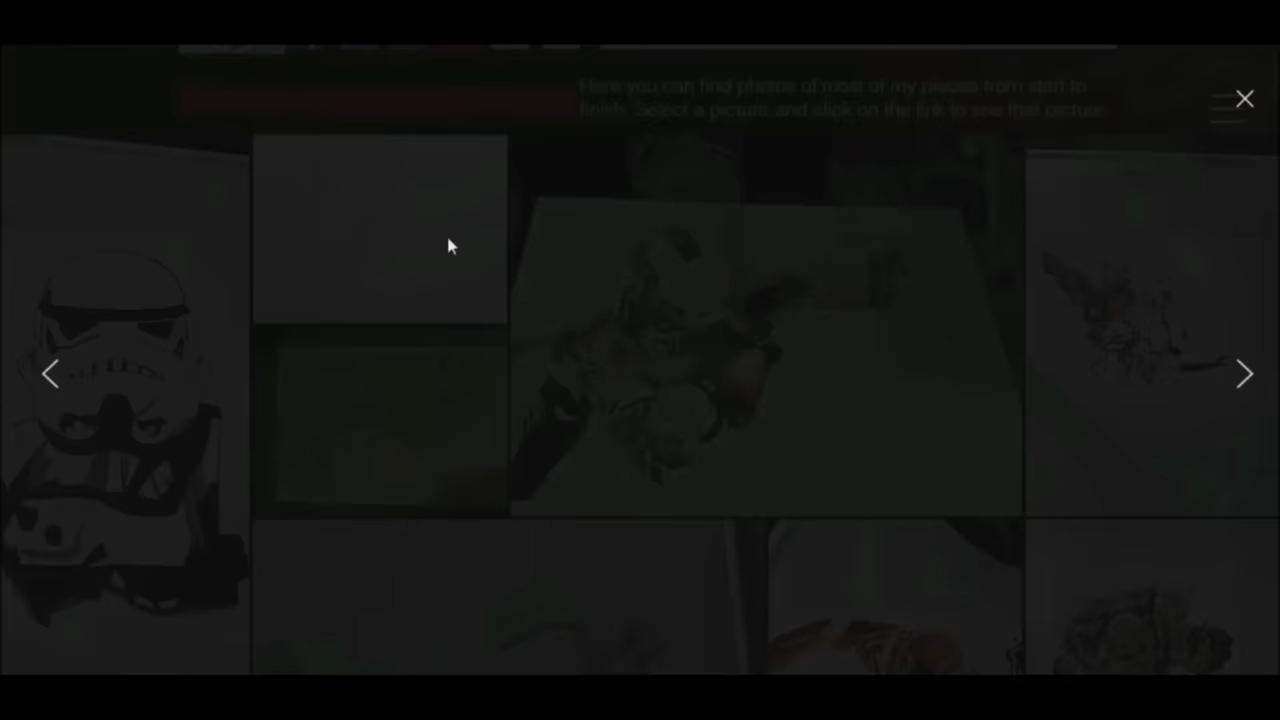 Here you can find photos of most of my pieces from start to
finish. Select a picture and click on the link to see that picture